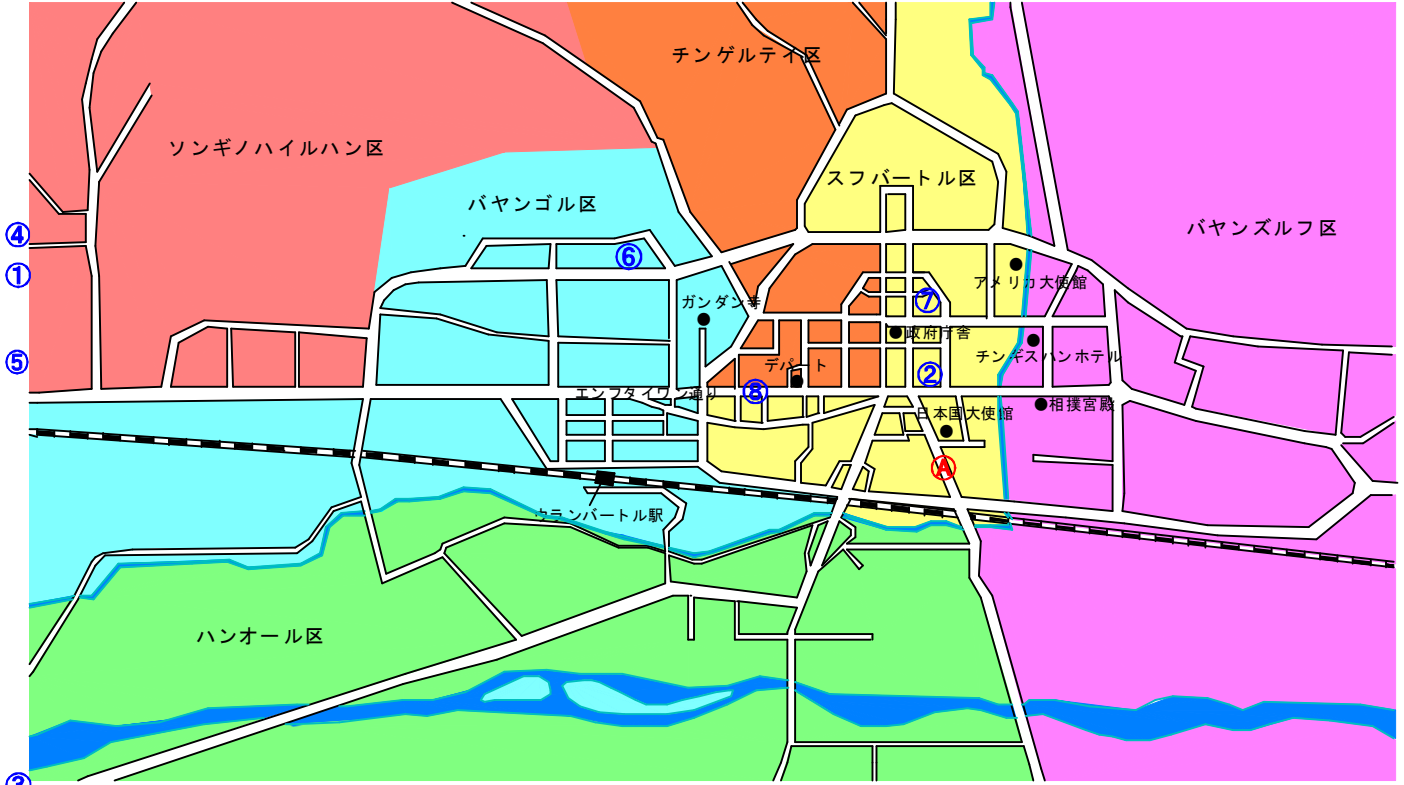 チンゲルテイ区
ソンギノハイルハン区
スフバートル区
バヤンゴル区
バヤンズルフ区
④
⑥
①
アメリカ大使館
⑦
ガンダン寺
政府庁舎
チンギスハンホテル
⑤
デパート
②
エンフタイワン通り
⑧
相撲宮殿
日本国大使館
Ⓐ
ウランバートル駅
ハンオール区
③